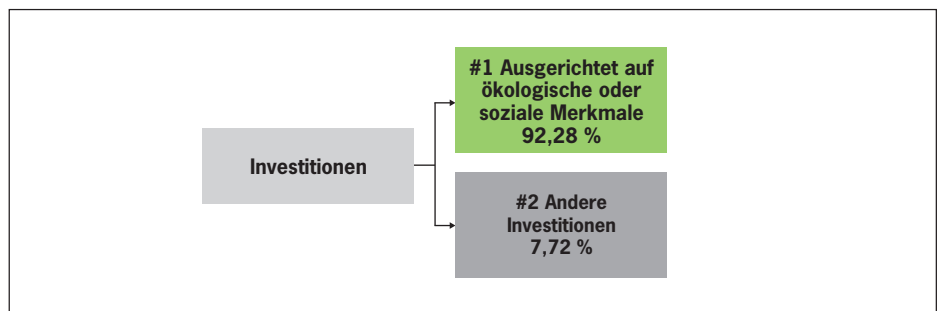 #1 Ausgerichtet auf
ökologische oder
soziale Merkmale
92,28 %
Investitionen
#2 Andere
Investitionen
7,72 %